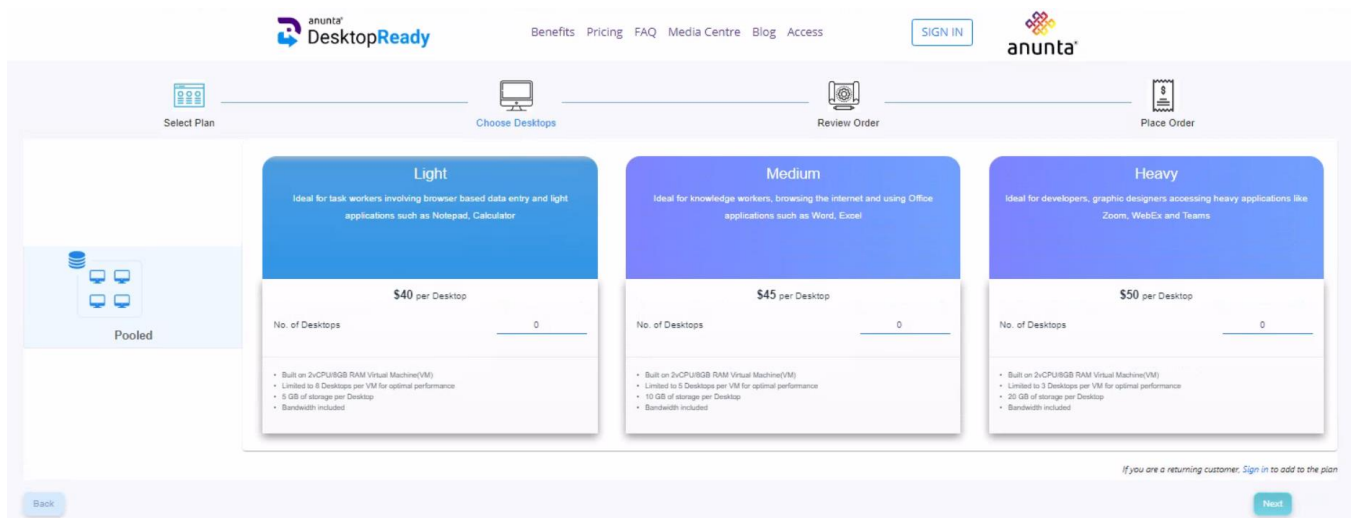 anunta
DesktopReady
Benefits Pricing FAQ Media Centre Blog Access
SIGN IN
anunta
Select Plan
Choose Desktops
Review Order
Place Order
Pooled
Light
Ideal for task workers involving browser based data entry and light
applications such as Notepad, Calculator
$40 per Desktop
No. of Desktops 0
• Built on 2vCPU/8GB RAM Virtual Machine(VM)
• Limited to 8 Desktops per VM for optimal performance
• 5 GB of storage per Desktop
• Bandwidth included
Medium
Ideal for knowledge workers, browsing the internet and using Office
applications such as Word, Excel
$45 per Desktop
No. of Desktops 0
• Built on 2vCPU/8GB RAM Virtual Machine(VM)
• Limited to 5 Desktops per VM for optimal performance
• 10 GB of storage per Desktop
• Bandwidth included
Heavy
Ideal for developers, graphic designers accessing heavy applications like
Zoom, WebEx and Teams
$50 per Desktop
No. of Desktops 0
• Built on 2vCPU/8GB RAM Virtual Machine(VM)
• Limited to 3 Desktops per VM for optimal performance
• 20 GB of storage per Desktop
• Bandwidth included
If you are a returning customer, Sign in to add to the plan
Back
Next